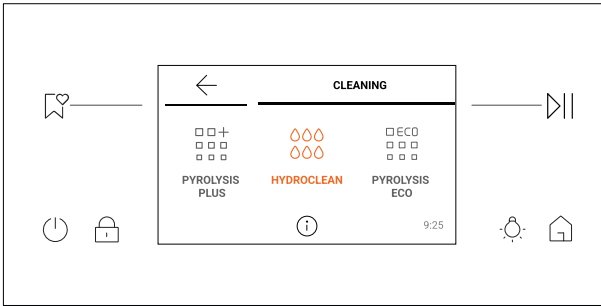 CLEANING
ECO
PYROLYSIS
PLUS
HYDROCLEAN
PYROLYSIS
ECO
9:25